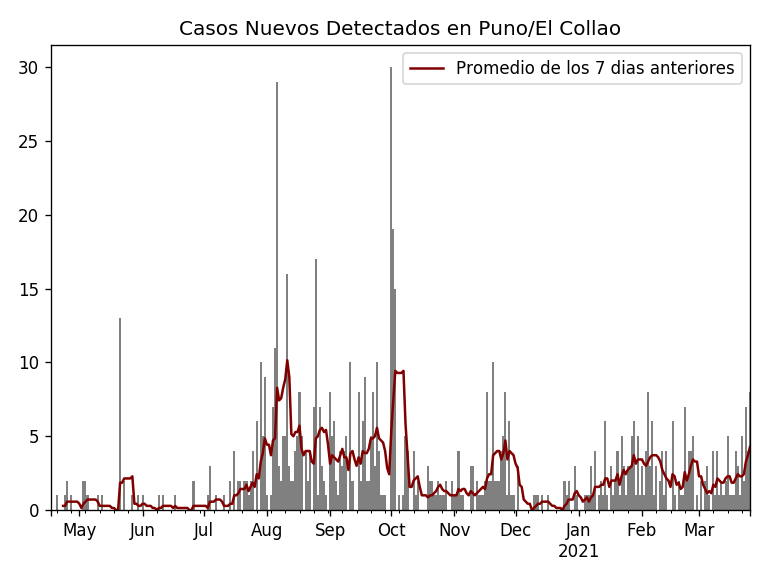 Casos Nuevos Detectados en Puno/El Collao
Promedio de los 7 dias anteriores
30
25
20
15
10
5
0
May Jun Jul Aug Sep Oct Nov Dec Jan Feb Mar
2021